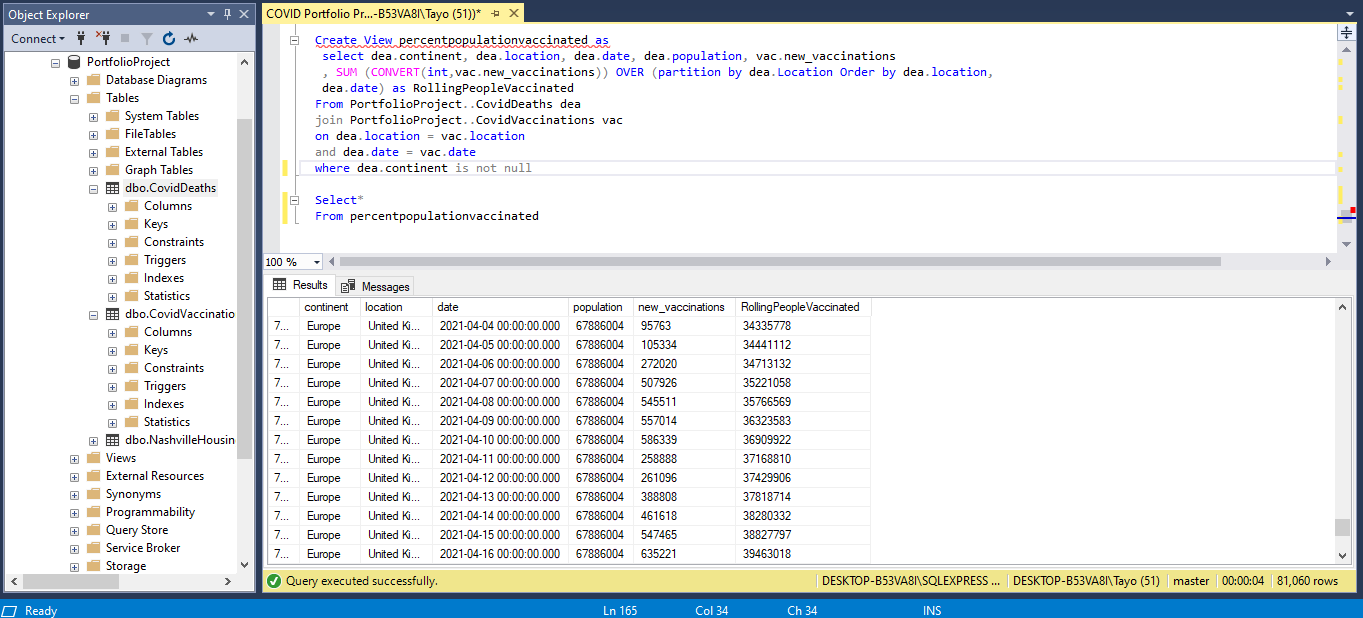 Object Explorer
Connect
PortfolioProject
Database Diagrams
Tables
System Tables
FileTables
External Tables
Graph Tables
dbo.CovidDeaths
Columns
Keys
Constraints
Triggers
Indexes
Statistics
dbo.CovidVaccinatio
Columns
Keys
Constraints
Triggers
Indexes
Statistics
dbo.NashvilleHousin
Views
External Resources
Synonyms
Programmability
Query Store
Service Broker
Storage
COVID Portfolio Pr...-B53VA8I\Tayo (51))*
Create View percentpopulationvaccinated as
select dea.continent, dea.location, dea.date, dea.population, vac.new_vaccinations
, SUM (CONVERT(int,vac.new_vaccinations)) OVER (partition by dea.Location Order by dea.location,
dea.date) as RollingPeopleVaccinated
From PortfolioProject..CovidDeaths dea
join PortfolioProject..CovidVaccinations vac
on dea.location = vac.location
and dea.date = vac.date
where dea.continent is not null
Select*
From percentpopulationvaccinated
100 %
Results Messages
continent location date population new_vaccinations RollingPeopleVaccinated
7... Europe United Ki... 2021-04-04 00:00:00.000 67886004 95763 34335778
7... Europe United Ki... 2021-04-05 00:00:00.000 67886004 105334 34441112
7... Europe United Ki... 2021-04-06 00:00:00.000 67886004 272020 34713132
7... Europe United Ki... 2021-04-07 00:00:00.000 67886004 507926 35221058
7... Europe United Ki... 2021-04-08 00:00:00.000 67886004 545511 35766569
7... Europe United Ki... 2021-04-09 00:00:00.000 67886004 557014 36323583
7... Europe United Ki... 2021-04-10 00:00:00.000 67886004 586339 36909922
7... Europe United Ki... 2021-04-11 00:00:00.000 67886004 258888 37168810
7... Europe United Ki... 2021-04-12 00:00:00.000 67886004 261096 37429906
7... Europe United Ki... 2021-04-13 00:00:00.000 67886004 388808 37818714
7... Europe United Ki... 2021-04-14 00:00:00.000 67886004 461618 38280332
7... Europe United Ki... 2021-04-15 00:00:00.000 67886004 547465 38827797
7... Europe United Ki... 2021-04-16 00:00:00.000 67886004 635221 39463018
Query executed successfully. DESKTOP-B53VA8I\SQLEXPRESS ... DESKTOP-B53VA8I\Tayo (51) master 00:00:04 81,060 rows
Ready Ln 165 Col 34 Ch 34 INS